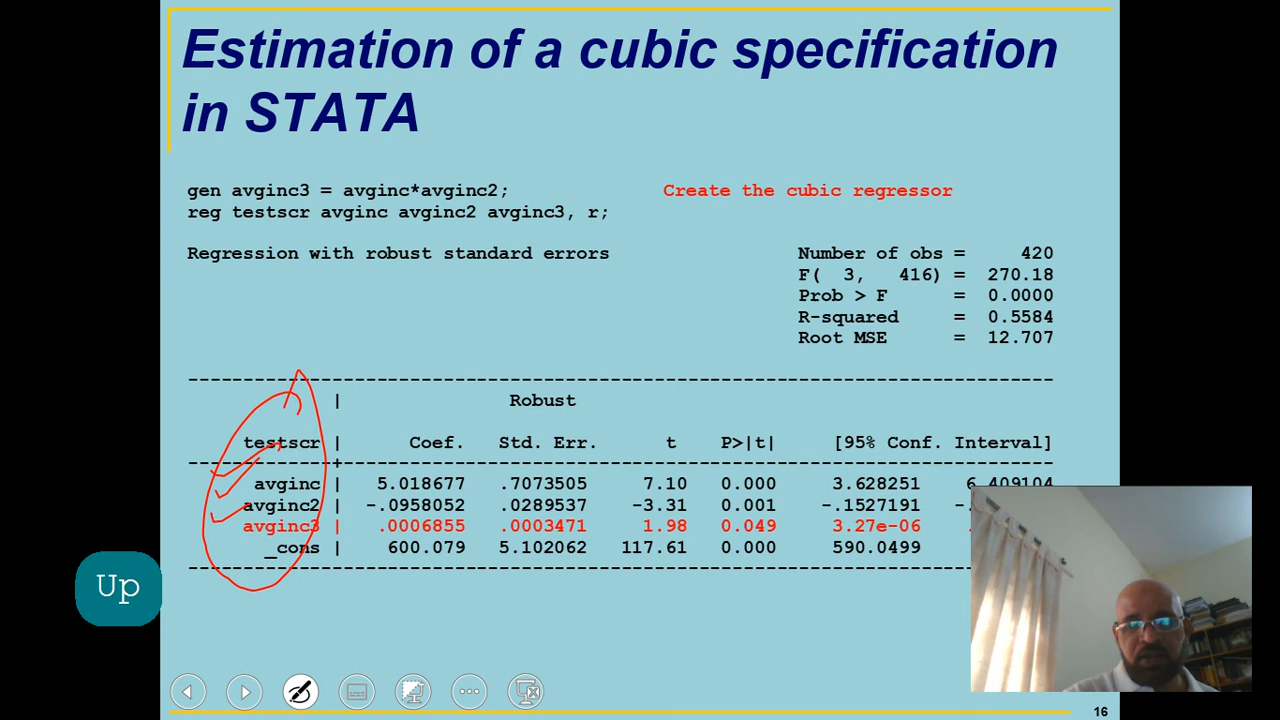 Estimation of a cubic specification
in STATA
gen avginc3 = avginc*avginc2; Create the cubic regressor
reg testscr avginc avginc2 avginc3, r;
Regression with robust standard errors Number of obs = 420
F( 3, 416) = 270.18
Prob > F = 0.0000
R-squared = 0.5584
Root MSE = 12.707
| Robust
testscr | Coef. Std. Err. t P>|t| [95% Conf. Interval]
avginc | 5.018677 .7073505 7.10 0.000 3.628251 6.409104
avginc2 | -.0958052 .0289537 -3.31 0.001 -.1527191
avginc3 | .0006855 .0003471 1.98 0.049 3.27e-06
_cons | 600.079 5.102062 117.61 0.000 590.0499
Up
16